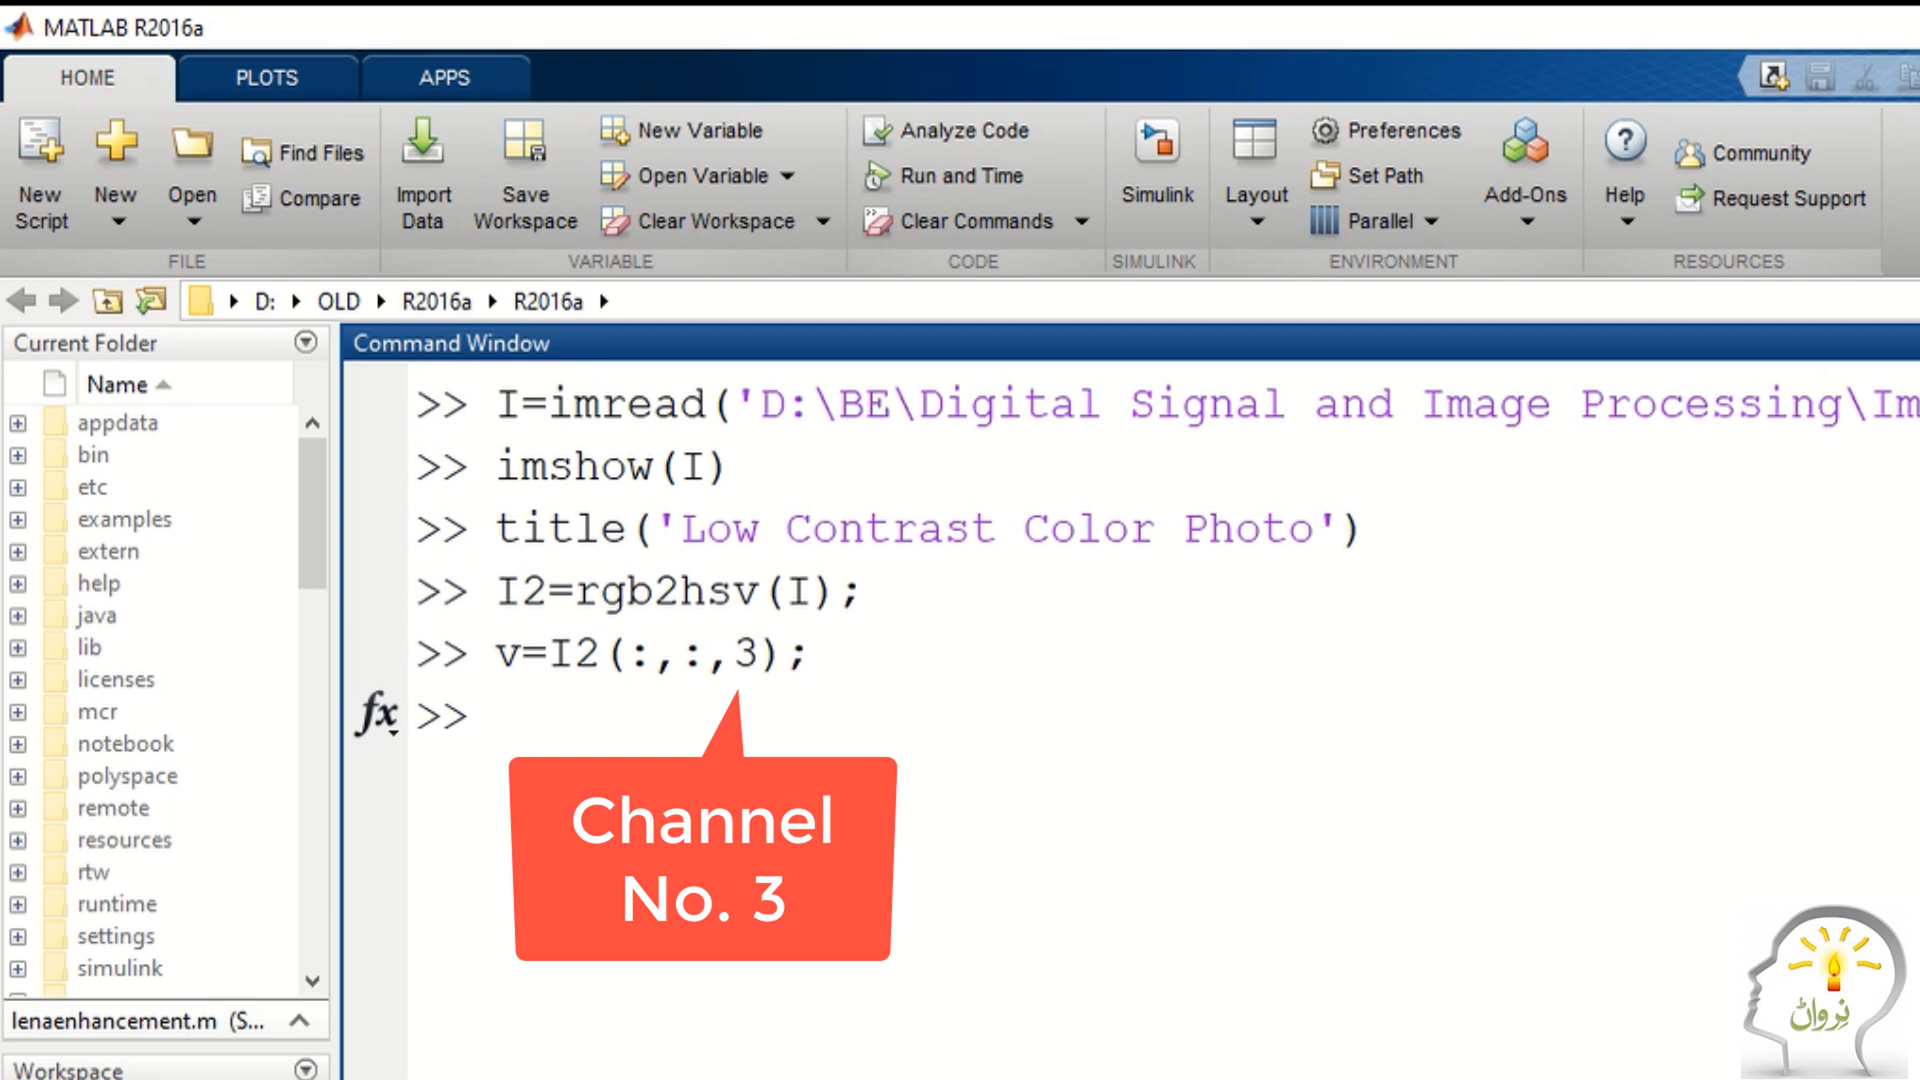 MATLAB R2016a
HOME
PLOTS
APPS
New Script
New
Open
Find Files
Compare
FILE
Import Data
Save Workspace
New Variable
Open Variable
Clear Workspace
VARIABLE
Analyze Code
Run and Time
Clear Commands
CODE
Simulink
SIMULINK
Layout
Preferences
Set Path
Parallel
Add-Ons
ENVIRONMENT
Help
Community
Request Support
RESOURCES
D: OLD R2016a R2016a
Current Folder
Name
appdata
bin
etc
examples
extern
help
java
lib
licenses
mcr
notebook
polyspace
remote
resources
rtw
runtime
settings
simulink
lenaenhancement.m (S...
Workspace
Command Window
>> I=imread('D:\BE\Digital Signal and Image Processing\Im
>> imshow(I)
>> title('Low Contrast Color Photo')
>> I2=rgb2hsv(I);
>> v=I2(:,:,3);
fx >>
Channel
No. 3
نِرواݨ